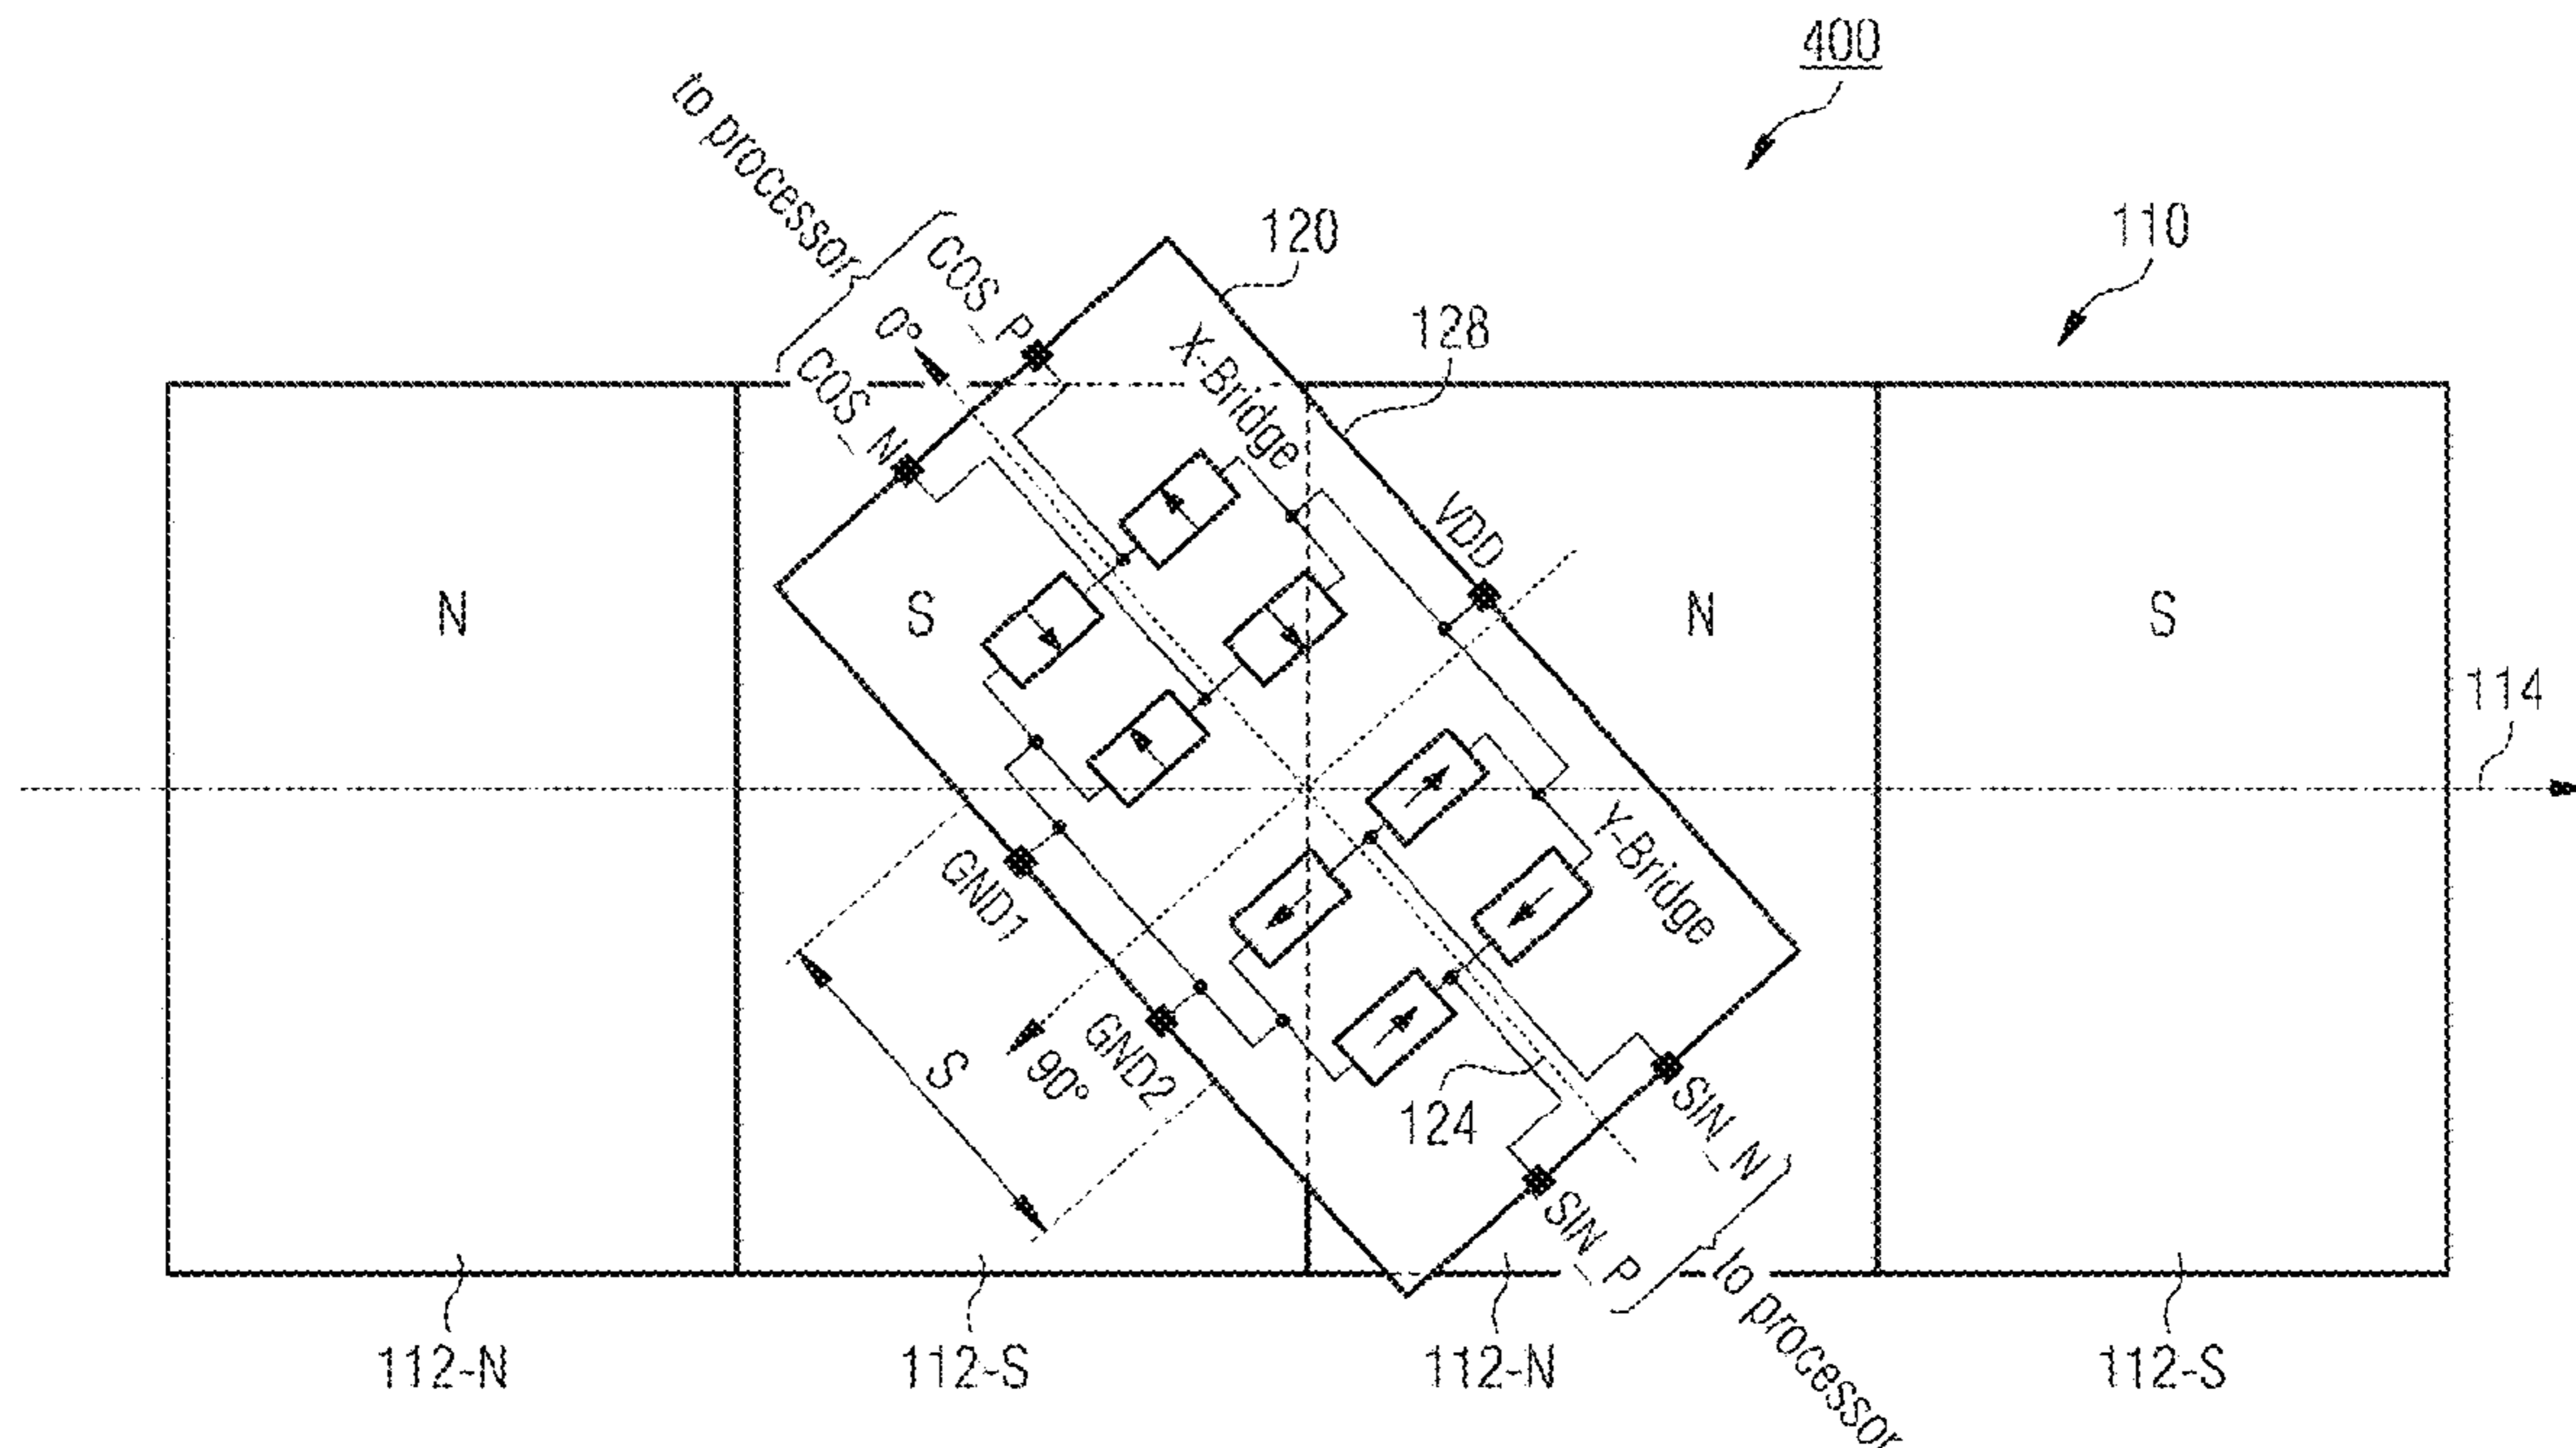 400
to processor
120
110
COS_P
128
0°
X-Bridge
COS_N
VDD
N
S
N
S
114
Y-Bridge
GND1
GND2
90°
S
124
SIN_N
SIN_P
to processor
112-N
112-S
112-N
112-S